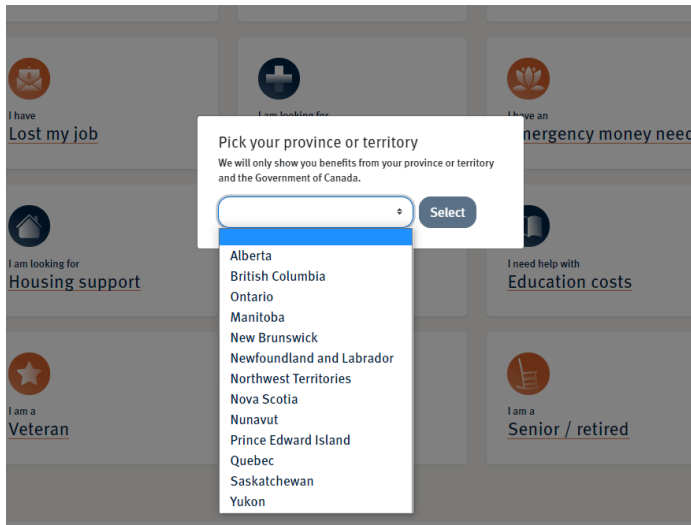 I have
Lost my job
I am looking for
I have an
mergency money need
Pick your province or territory
We will only show you benefits from your province or territory
and the Government of Canada.
Select
Alberta
British Columbia
Ontario
Manitoba
New Brunswick
Newfoundland and Labrador
Northwest Territories
Nova Scotia
Nunavut
Prince Edward Island
Quebec
Saskatchewan
Yukon
I am looking for
Housing support
I need help with
Education costs
I am a
Veteran
I am a
Senior / retired